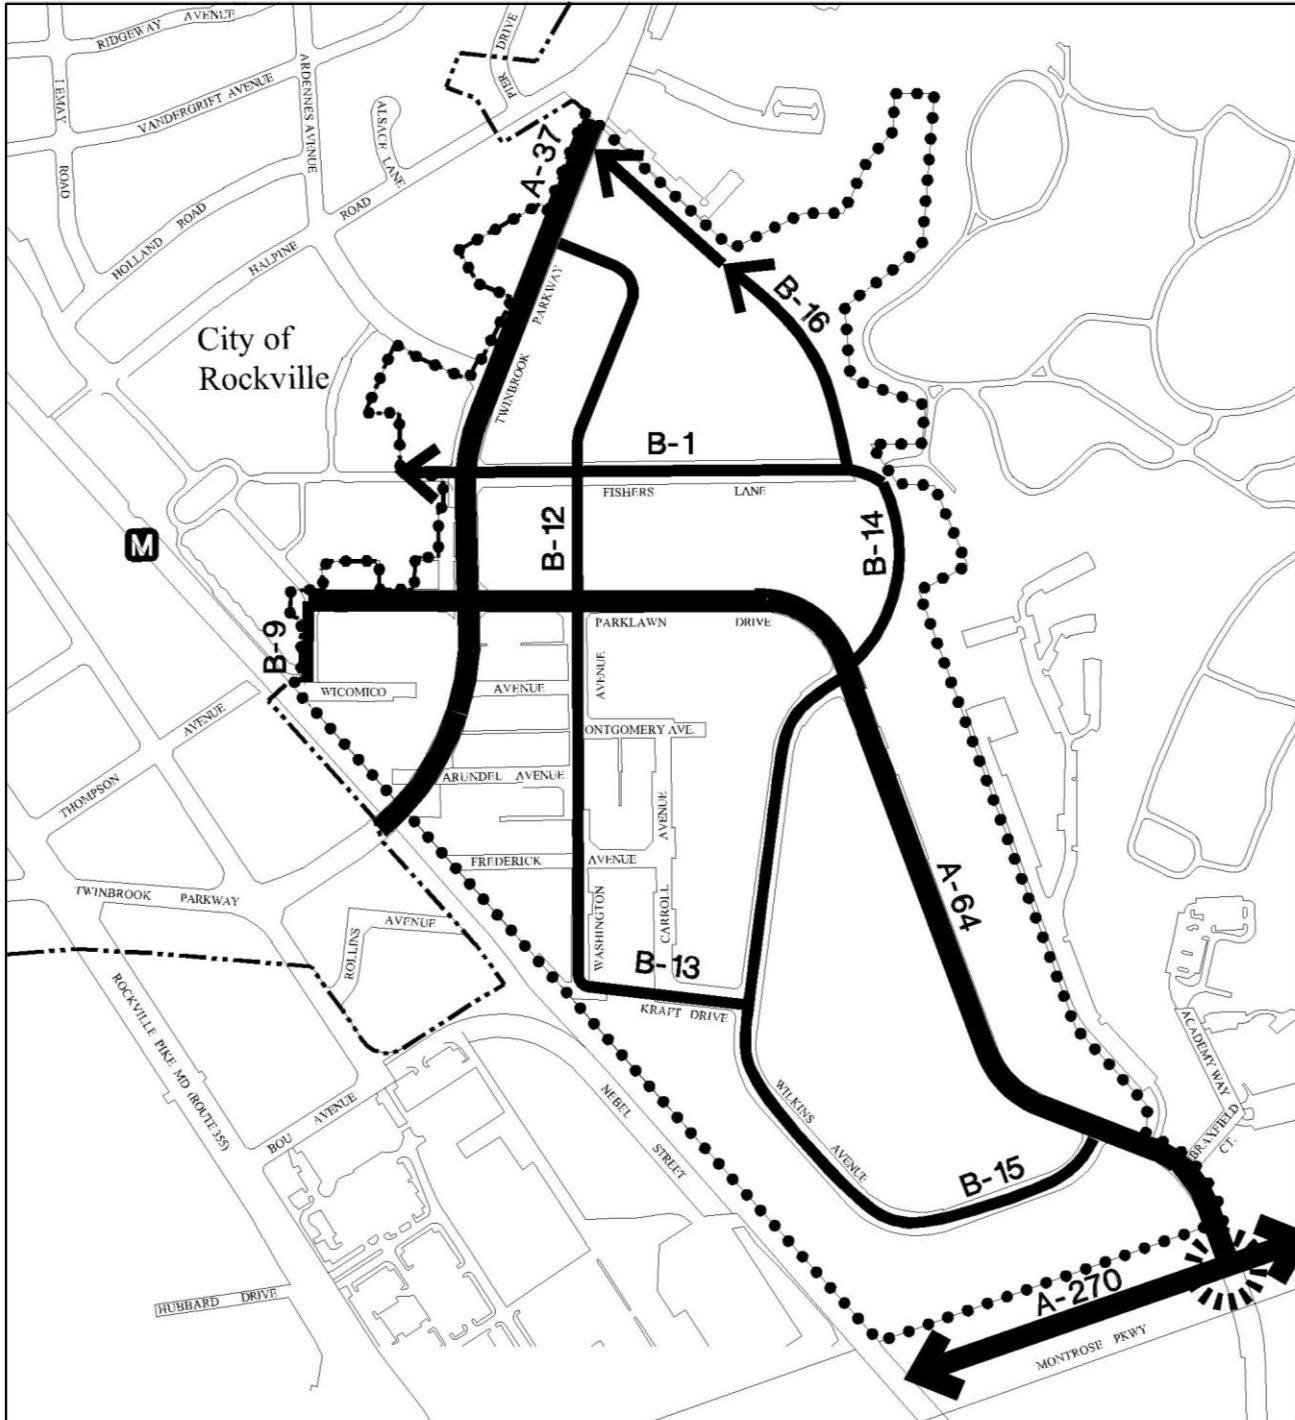 RIDGEWAY AVENUE
LEMAY
ROAD
VANDERGRIFT AVENUE
ARDENNES AVENUE
ALSACE LANE
PIER DRIVE
HOLLAND ROAD
HALPINE ROAD
A-37
City of
Rockville
TWINBROOK PARKWAY
B-16
B-1
FISHERS LANE
B-12
B-14
M
B-9
PARKLAWN DRIVE
WICOMICO AVENUE
AVENUE
ONTGOMERY AVE.
THOMPSON AVENUE
ARUNDEL AVENUE
AVENUE
FREDERICK AVENUE
WASHINGTON
CARROLL
A-64
TWINBROOK PARKWAY
ROLLINS AVENUE
B-13
KRAFT DRIVE
ROCKVILLE PIKE MD (ROUTE 355)
BOU AVENUE
NEBEL STREET
WILKINS AVENUE
ACADEMY WAY
BRAXFIELD CT.
B-15
HUBBARD DRIVE
A-270
MONTROSE PKWY